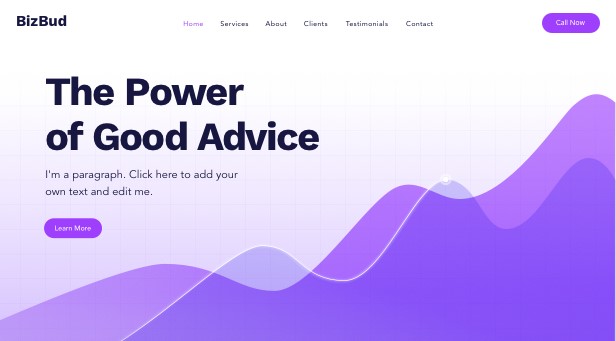 BizBud
Home Services About Clients Testimonials Contact
Call Now
The Power
of Good Advice
I'm a paragraph. Click here to add your
own text and edit me.
Learn More